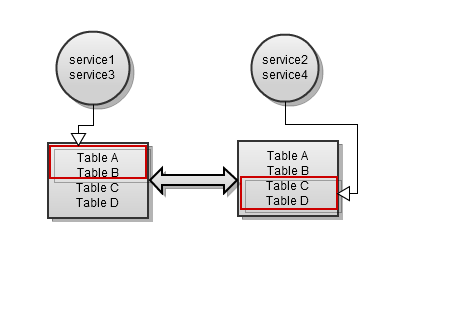 service1
service3
service2
service4
Table A
Table B
Table C
Table D
Table A
Table B
Table C
Table D